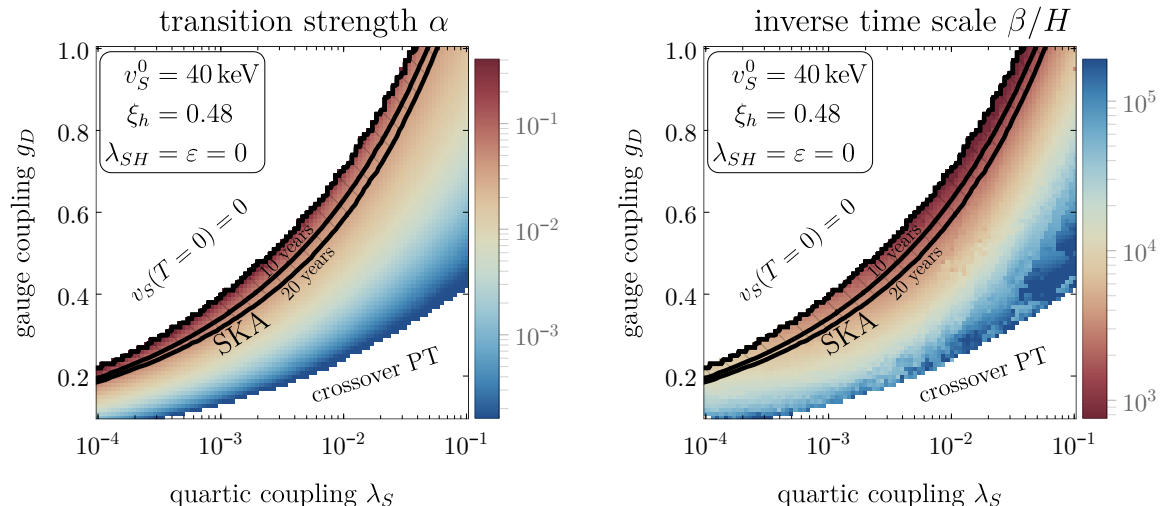 transition strength α
v_S^0 = 40 keV
ξ_h = 0.48
λ_SH = ε = 0
v_S(T = 0) = 0
10 years
20 years
SKA
crossover PT
gauge coupling g_D
1.0
0.8
0.6
0.4
0.2
10^−4
10^−3
10^−2
10^−1
quartic coupling λ_S
10^−1
10^−2
10^−3
inverse time scale β/H
v_S^0 = 40 keV
ξ_h = 0.48
λ_SH = ε = 0
v_S(T = 0) = 0
10 years
20 years
SKA
crossover PT
gauge coupling g_D
1.0
0.8
0.6
0.4
0.2
10^−4
10^−3
10^−2
10^−1
quartic coupling λ_S
10^5
10^4
10^3